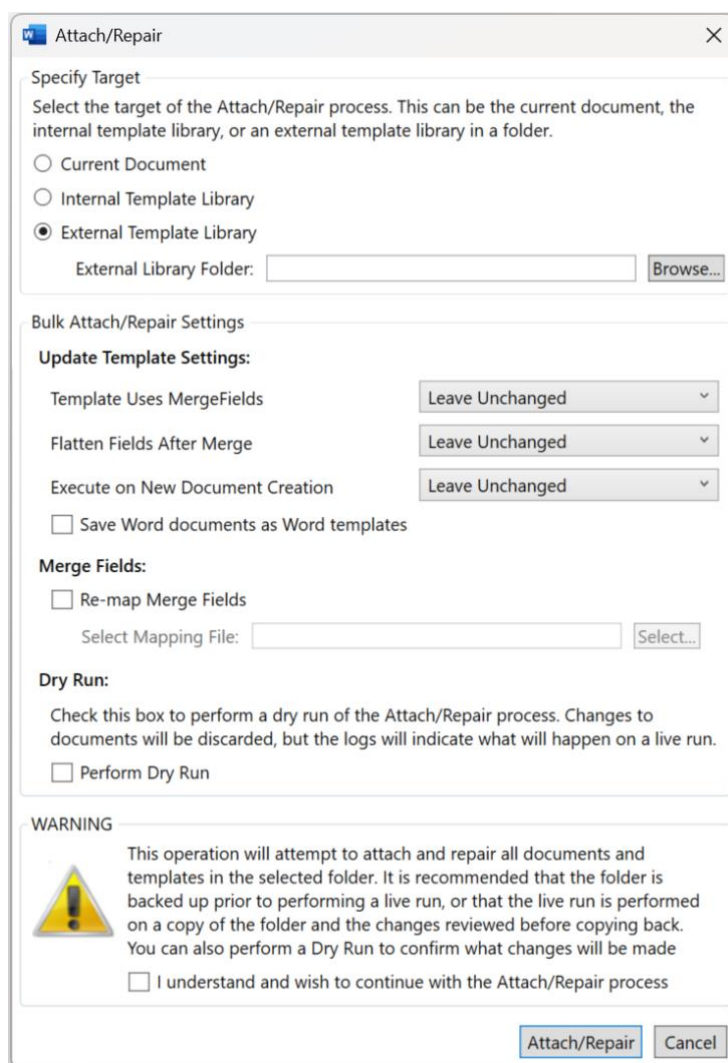 Attach/Repair
Specify Target
Select the target of the Attach/Repair process. This can be the current document, the
internal template library, or an external template library in a folder.
Current Document
Internal Template Library
External Template Library
External Library Folder: Browse...
Bulk Attach/Repair Settings
Update Template Settings:
Template Uses MergeFields Leave Unchanged
Flatten Fields After Merge Leave Unchanged
Execute on New Document Creation Leave Unchanged
Save Word documents as Word templates
Merge Fields:
Re-map Merge Fields
Select Mapping File: Select...
Dry Run:
Check this box to perform a dry run of the Attach/Repair process. Changes to
documents will be discarded, but the logs will indicate what will happen on a live run.
Perform Dry Run
WARNING
This operation will attempt to attach and repair all documents and
templates in the selected folder. It is recommended that the folder is
backed up prior to performing a live run, or that the live run is performed
on a copy of the folder and the changes reviewed before copying back.
You can also perform a Dry Run to confirm what changes will be made
I understand and wish to continue with the Attach/Repair process
Attach/Repair Cancel